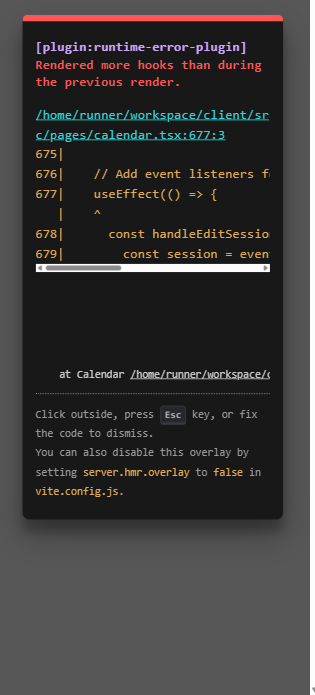 [plugin:runtime-error-plugin]
Rendered more hooks than during
the previous render.
/home/runner/workspace/client/sr
c/pages/calendar.tsx:677:3
675|
676|    // Add event listeners
677|    useEffect(() => {
   |    ^
678|      const handleEditSession
679|        const session = even
at Calendar /home/runner/workspace/c
Click outside, press Esc key, or fix
the code to dismiss.
You can also disable this overlay by
setting server.hmr.overlay to false in
vite.config.js.